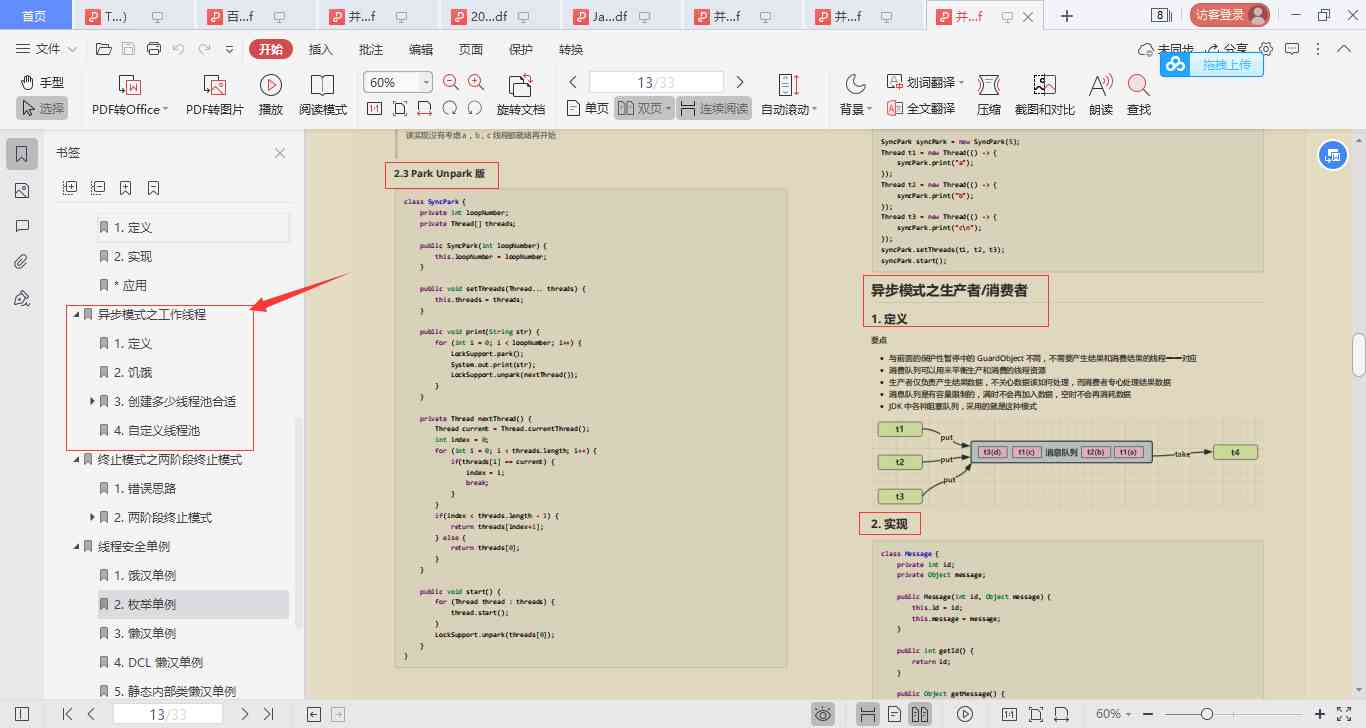 首页
T...)
百...f
并...f
20...df
Ja...df
并...f
并...f
并...f
8
访客登录
文件
开始
插入
批注
编辑
页面
保护
转换
未同步
分享
拖拽上传
手型
选择
PDF转Office
PDF转图片
播放
阅读模式
60%
旋转文档
13/33
单页
双页
连续阅读
自动滚动
背景
划词翻译
全文翻译
压缩
截图和对比
朗读
查找
书签
1. 定义
2. 实现
* 应用
异步模式之工作线程
1. 定义
2. 饥饿
3. 创建多少线程池合适
4. 自定义线程池
终止模式之两阶段终止模式
1. 错误思路
2. 两阶段终止模式
线程安全单例
1. 饿汉单例
2. 枚举单例
3. 懒汉单例
4. DCL 懒汉单例
5. 静态内部类懒汉单例
该实现没有考虑 a，b，c 线程都就绪再开始
2.3 Park Unpark 版
class SyncPark {
private int loopNumber;
private Thread[] threads;
public SyncPark(int loopNumber) {
this.loopNumber = loopNumber;
}
public void setThreads(Thread... threads) {
this.threads = threads;
}
public void print(String str) {
for (int i = 0; i < loopNumber; i++) {
LockSupport.park();
System.out.print(str);
LockSupport.unpark(nextThread());
}
}
private Thread nextThread() {
Thread current = Thread.currentThread();
int index = 0;
for (int i = 0; i < threads.length; i++) {
if(threads[i] == current) {
index = i;
break;
}
}
if(index < threads.length - 1) {
return threads[index+1];
} else {
return threads[0];
}
}
public void start() {
for (Thread thread : threads) {
thread.start();
}
LockSupport.unpark(threads[0]);
}
}
SyncPark syncPark = new SyncPark(5);
Thread t1 = new Thread(() -> {
syncPark.print("a");
});
Thread t2 = new Thread(() -> {
syncPark.print("b");
});
Thread t3 = new Thread(() -> {
syncPark.print("c\n");
});
syncPark.setThreads(t1, t2, t3);
syncPark.start();
异步模式之生产者/消费者
1. 定义
要点
与前面的保护性暂停中的 GuardObject 不同，不需要产生结果和消费结果的线程一一对应
消费队列可以用来平衡生产和消费的线程资源
生产者仅负责产生结果数据，不关心数据该如何处理，而消费者专心处理结果数据
消息队列是有容量限制的，满时不会再加入数据，空时不会再消耗数据
JDK 中各种阻塞队列，采用的就是这种模式
t1
put
t2
put
t3(d) t1(c) 消息队列 t2(b) t1(a)
take
t4
put
t3
2. 实现
class Message {
private int id;
private Object message;
public Message(int id, Object message) {
this.id = id;
this.message = message;
}
public int getId() {
return id;
}
public Object getMessage() {
13/33
60%